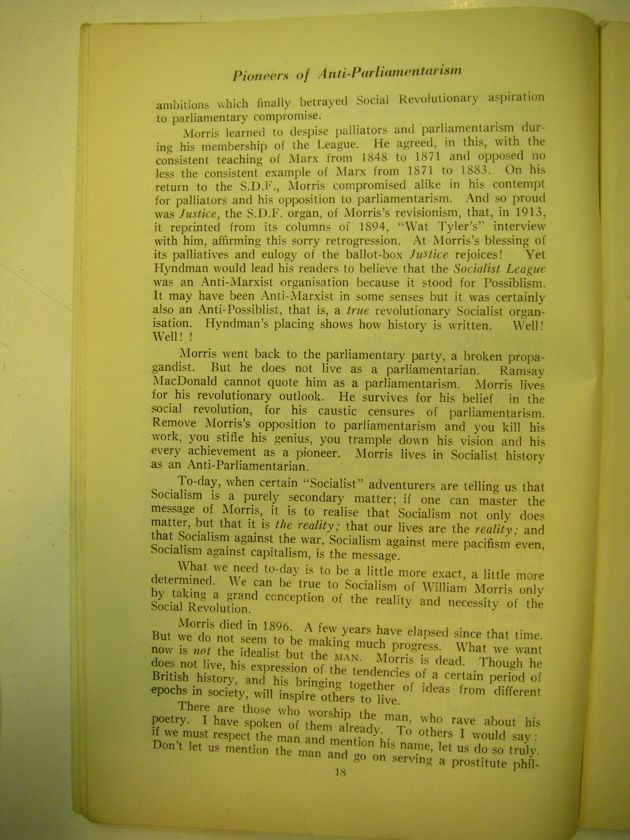 Pioneers of Anti-Parliamentarism
ambitions which finally betrayed Social Revolutionary aspiration
to parliamentary compromise.
Morris learned to despise palliators and parliamentarism dur-
ing his membership of the League. He agreed, in this, with the
consistent teaching of Marx from 1848 to 1871 and opposed no
less the consistent example of Marx from 1871 to 1883. On his
return to the S.D.F., Morris compromised alike in his contempt
for palliators and his opposition to parliamentarism. And so proud
was Justice, the S.D.F. organ, of Morris's revisionism, that, in 1913,
it reprinted from its columns of 1894, "Wat Tyler's" interview
with him, affirming this sorry retrogression. At Morris's blessing of
its palliatives and eulogy of the ballot-box Justice rejoices! Yet
Hyndman would lead his readers to believe that the Socialist League
was an Anti-Marxist organisation because it stood for Possiblism.
It may have been Anti-Marxist in some senses but it was certainly
also an Anti-Possiblist, that is, a true revolutionary Socialist organ-
isation. Hyndman's placing shows how history is written. Well!
Well! !
Morris went back to the parliamentary party, a broken propa-
gandist. But he does not live as a parliamentarian. Ramsay
MacDonald cannot quote him as a parliamentarism. Morris lives
for his revolutionary outlook. He survives for his belief in the
social revolution, for his caustic censures of parliamentarism.
Remove Morris's opposition to parliamentarism and you kill his
work, you stifle his genius, you trample down his vision and his
every achievement as a pioneer. Morris lives in Socialist history
as an Anti-Parliamentarian.
To-day, when certain "Socialist" adventurers are telling us that
Socialism is a purely secondary matter; if one can master the
message of Morris, it is to realise that Socialism not only does
matter, but that it is the reality; that our lives are the reality; and
that Socialism against the war, Socialism against mere pacifism even,
Socialism against capitalism, is the message.
What we need to-day is to be a little more exact, a little more
determined. We can be true to Socialism of William Morris only
by taking a grand conception of the reality and necessity of the
Social Revolution.
Morris died in 1896. A few years have elapsed since that time.
But we do not seem to be making much progress. What we want
now is not the idealist but the MAN. Morris is dead. Though he
does not live, his expression of the tendencies of a certain period of
British history, and his bringing together of ideas from different
epochs in society, will inspire others to live.
There are those who worship the man, who rave about his
poetry. I have spoken of them already. To others I would say:
if we must respect the man and mention his name, let us do so truly.
Don't let us mention the man and go on serving a prostitute phil-
18